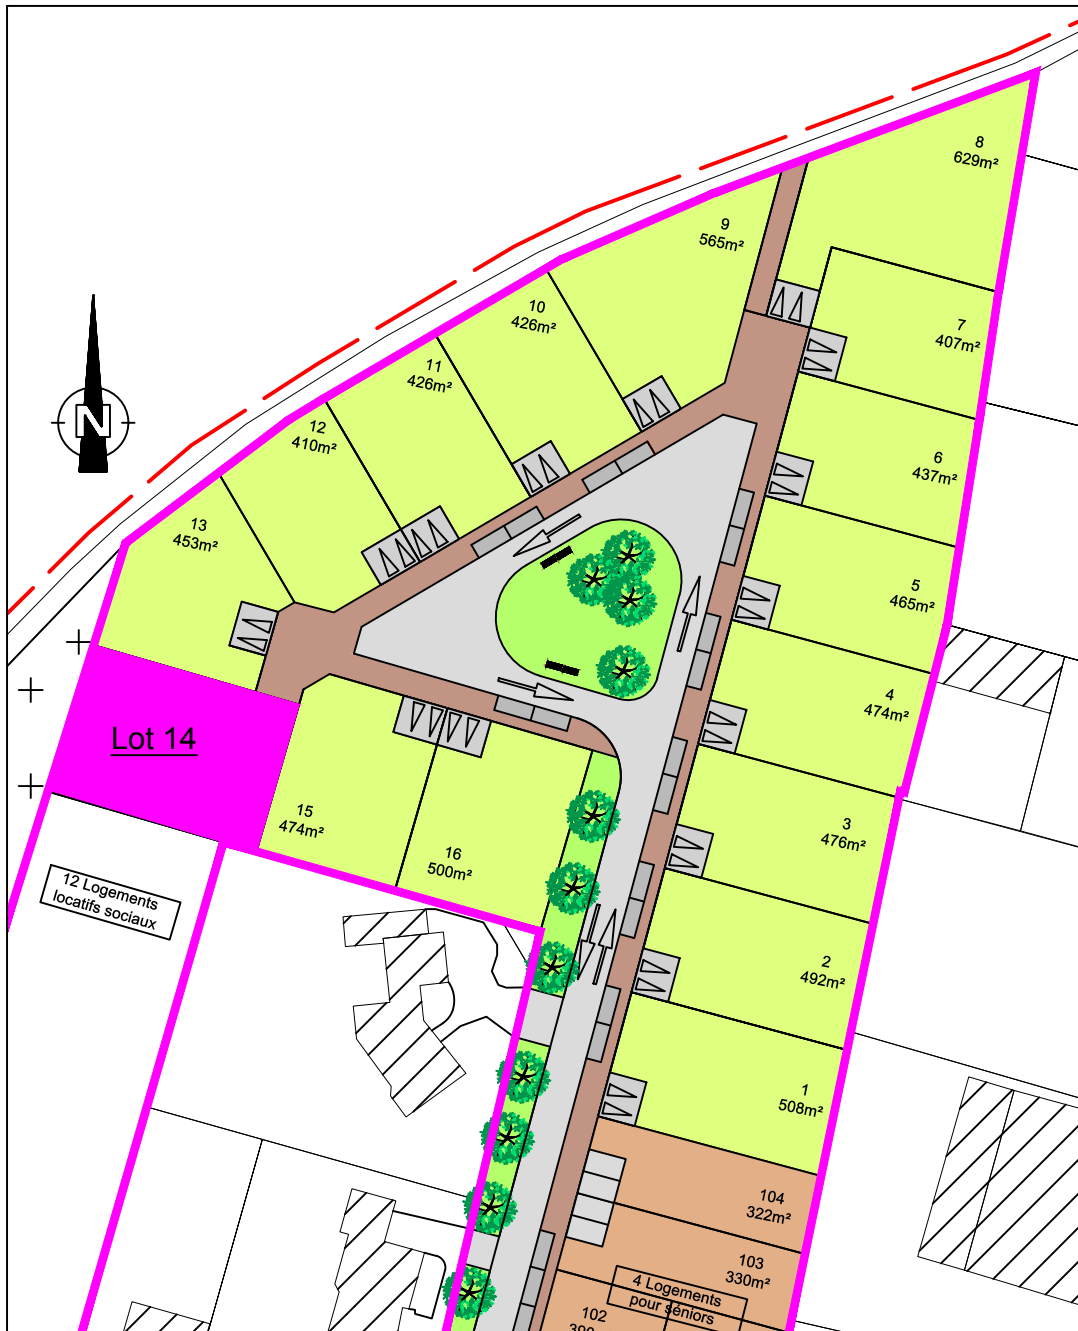 8
629m²
9
565m²
10
426m²
7
407m²
11
426m²
N
12
410m²
6
437m²
13
453m²
5
465m²
4
474m²
Lot 14
15
474m²
3
476m²
16
500m²
12 Logements
locatifs sociaux
2
492m²
1
508m²
104
322m²
103
330m²
4 Logements
pour séniors
102